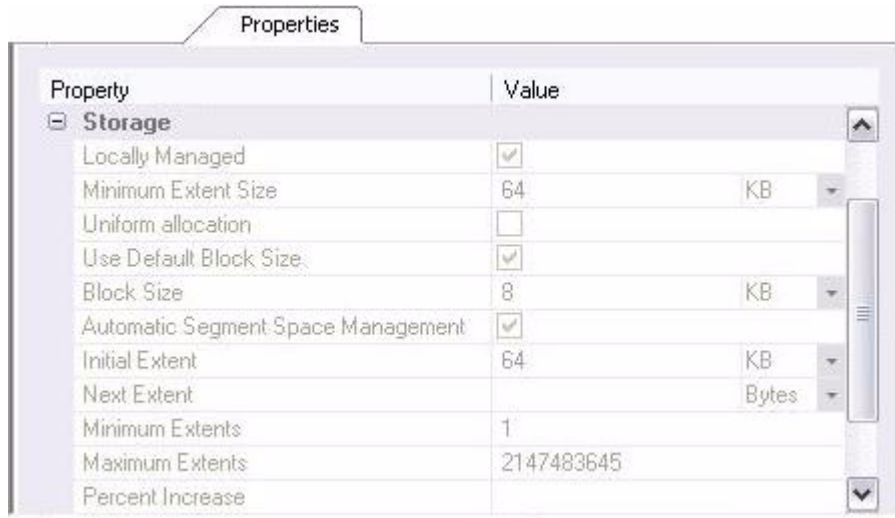 Properties
Property Value
Storage
Locally Managed
Minimum Extent Size 64 KB
Uniform allocation
Use Default Block Size
Block Size 8 KB
Automatic Segment Space Management
Initial Extent 64 KB
Next Extent Bytes
Minimum Extents 1
Maximum Extents 2147483645
Percent Increase